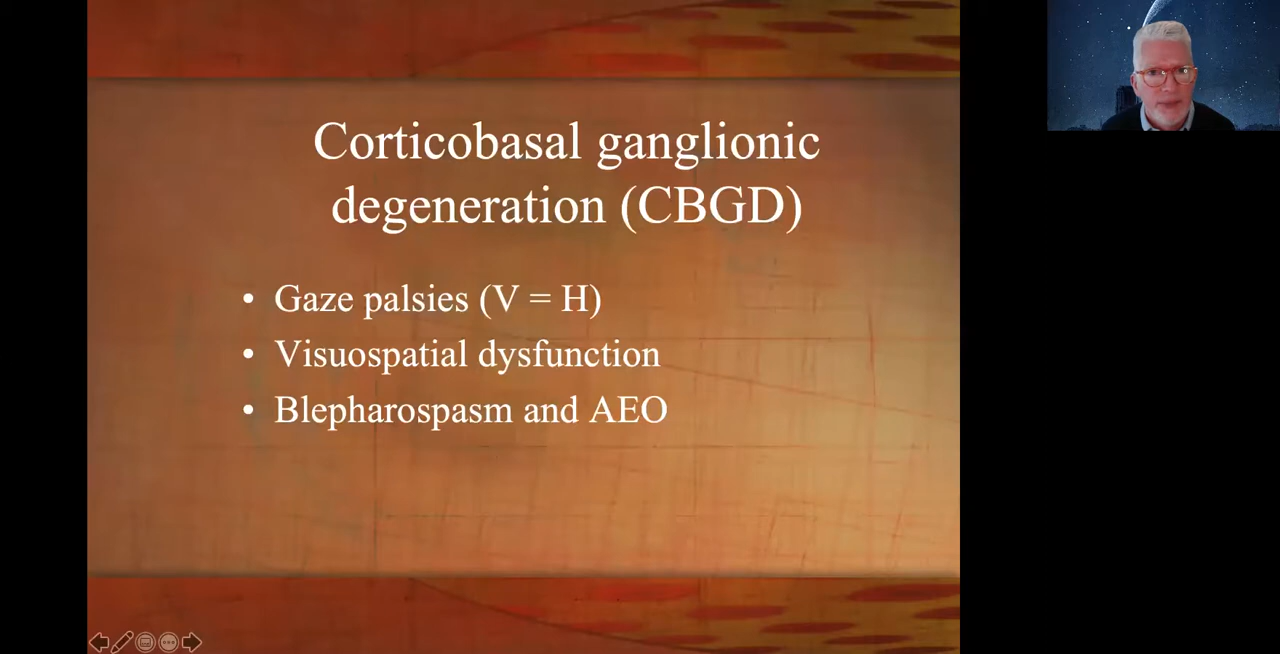 Corticobasal ganglionic
degeneration (CBGD)
• Gaze palsies (V = H)
• Visuospatial dysfunction
• Blepharospasm and AEO